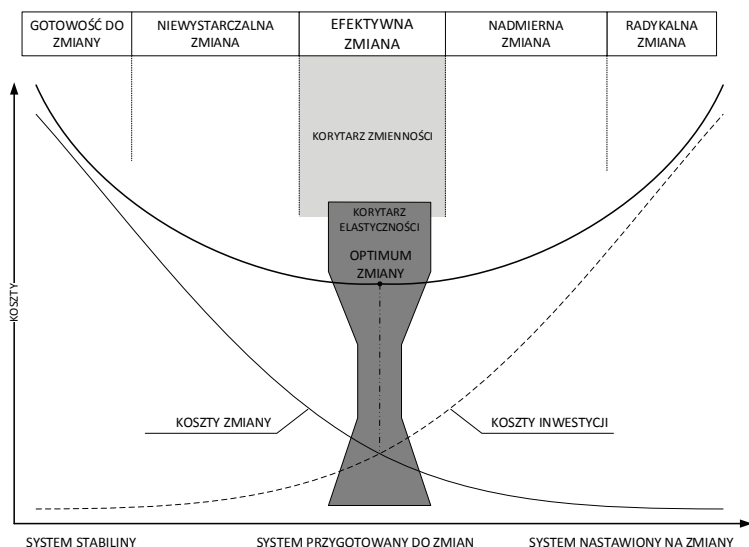 GOTOWOŚĆ DO
ZMIANY
NIEWYSTARCZALNA
ZMIANA
EFEKTYWNA
ZMIANA
NADMIERNA
ZMIANA
RADYKALNA
ZMIANA
KORYTARZ ZMIENNOŚCI
KORYTARZ
ELASTYCZNOŚCI
OPTIMUM
ZMIANY
KOSZTY
KOSZTY ZMIANY
KOSZTY INWESTYCJI
SYSTEM STABILINY
SYSTEM PRZYGOTOWANY DO ZMIAN
SYSTEM NASTAWIONY NA ZMIANY